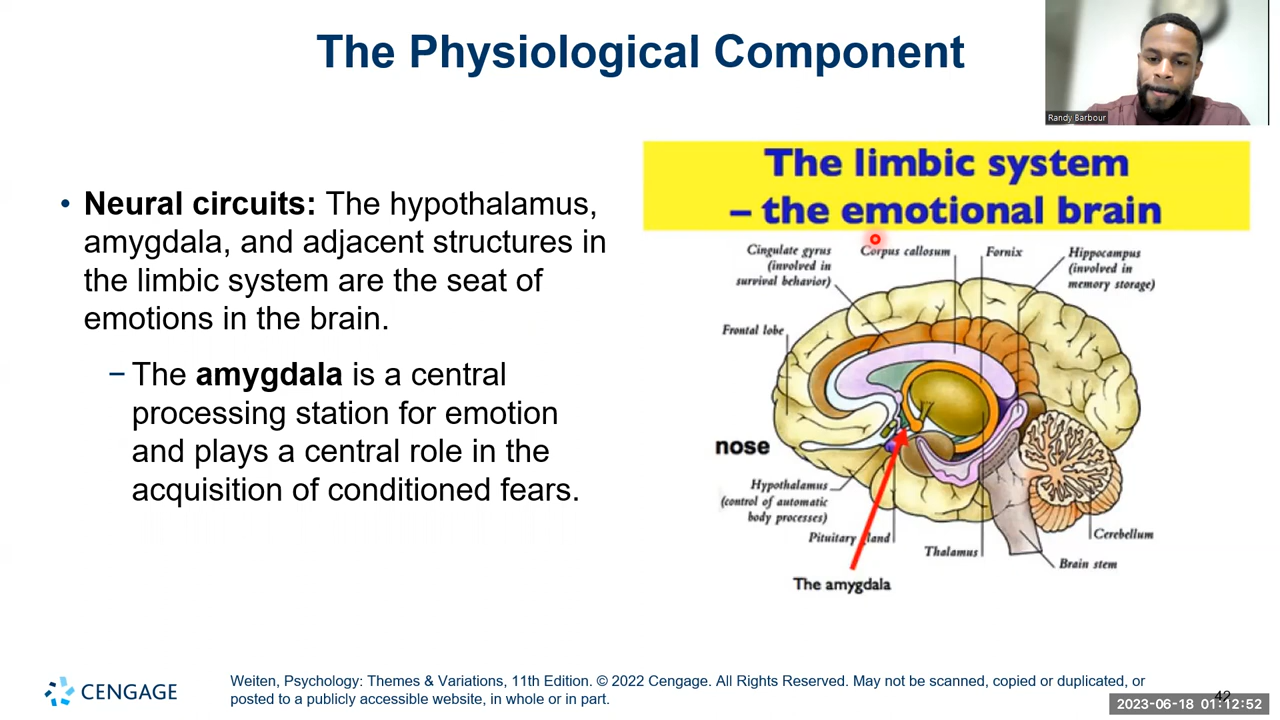 The Physiological Component
Randy Barbour
• Neural circuits: The hypothalamus,
amygdala, and adjacent structures in
the limbic system are the seat of
emotions in the brain.
– The amygdala is a central
processing station for emotion
and plays a central role in the
acquisition of conditioned fears.
The limbic system
– the emotional brain
Cingulate gyrus
(involved in
survival behavior)
Corpus callosum
Fornix
Hippocampus
(involved in
memory storage)
Frontal lobe
nose
Hypothalamus
(control of automatic
body processes)
Pituitary gland
Thalamus
Cerebellum
Brain stem
The amygdala
CENGAGE
Weiten, Psychology: Themes & Variations, 11th Edition. © 2022 Cengage. All Rights Reserved. May not be scanned, copied or duplicated, or
posted to a publicly accessible website, in whole or in part.
42
2023-06-18 01:12:52